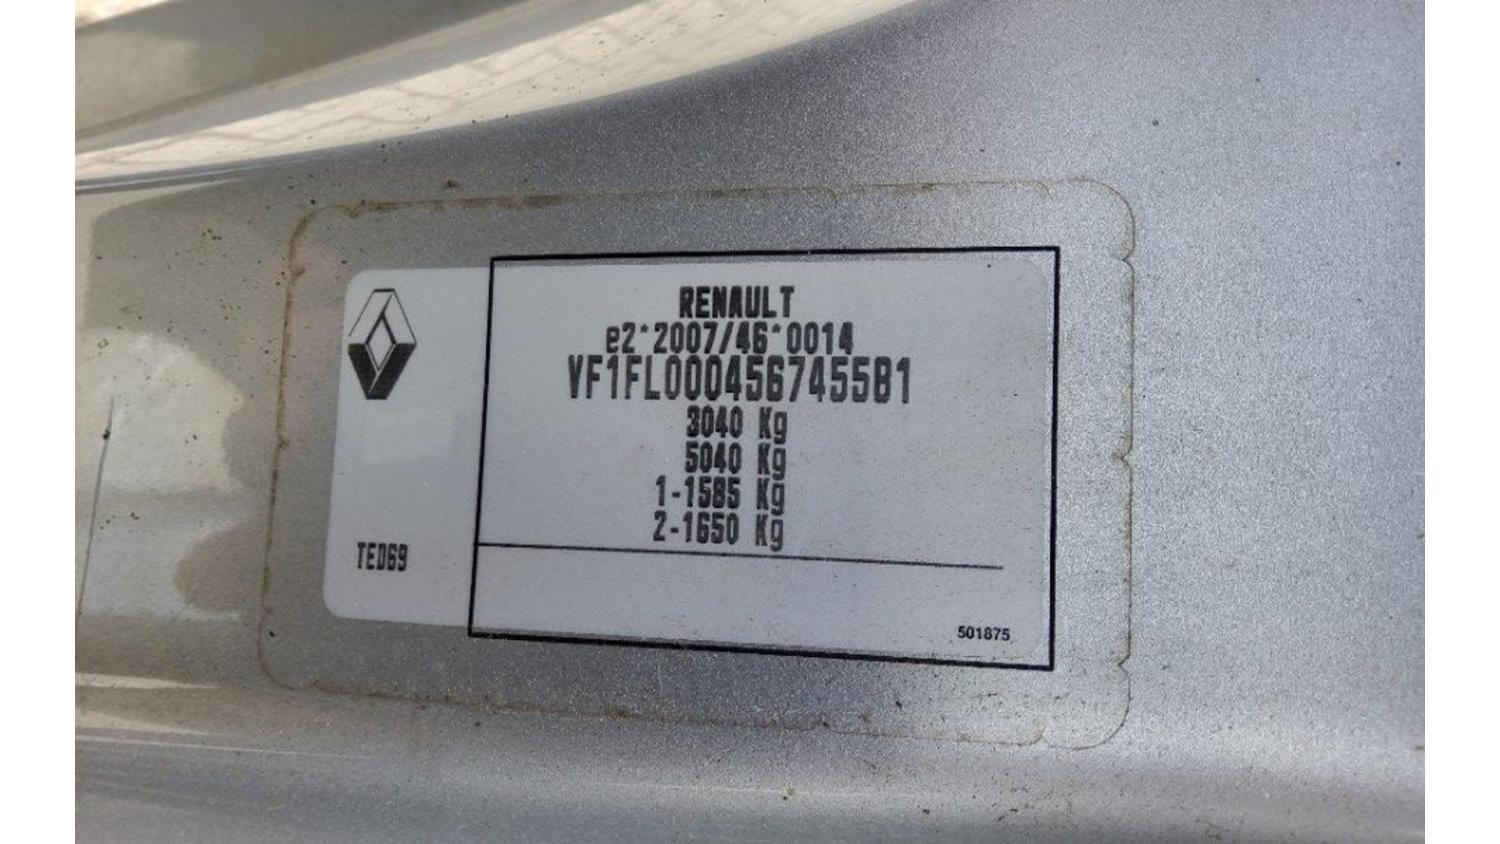 RENAULT
e2*2007/46*0014
VF1FL000456745581
3040 Kg
5040 Kg
1-1585 Kg
2-1650 Kg
TED69
501875